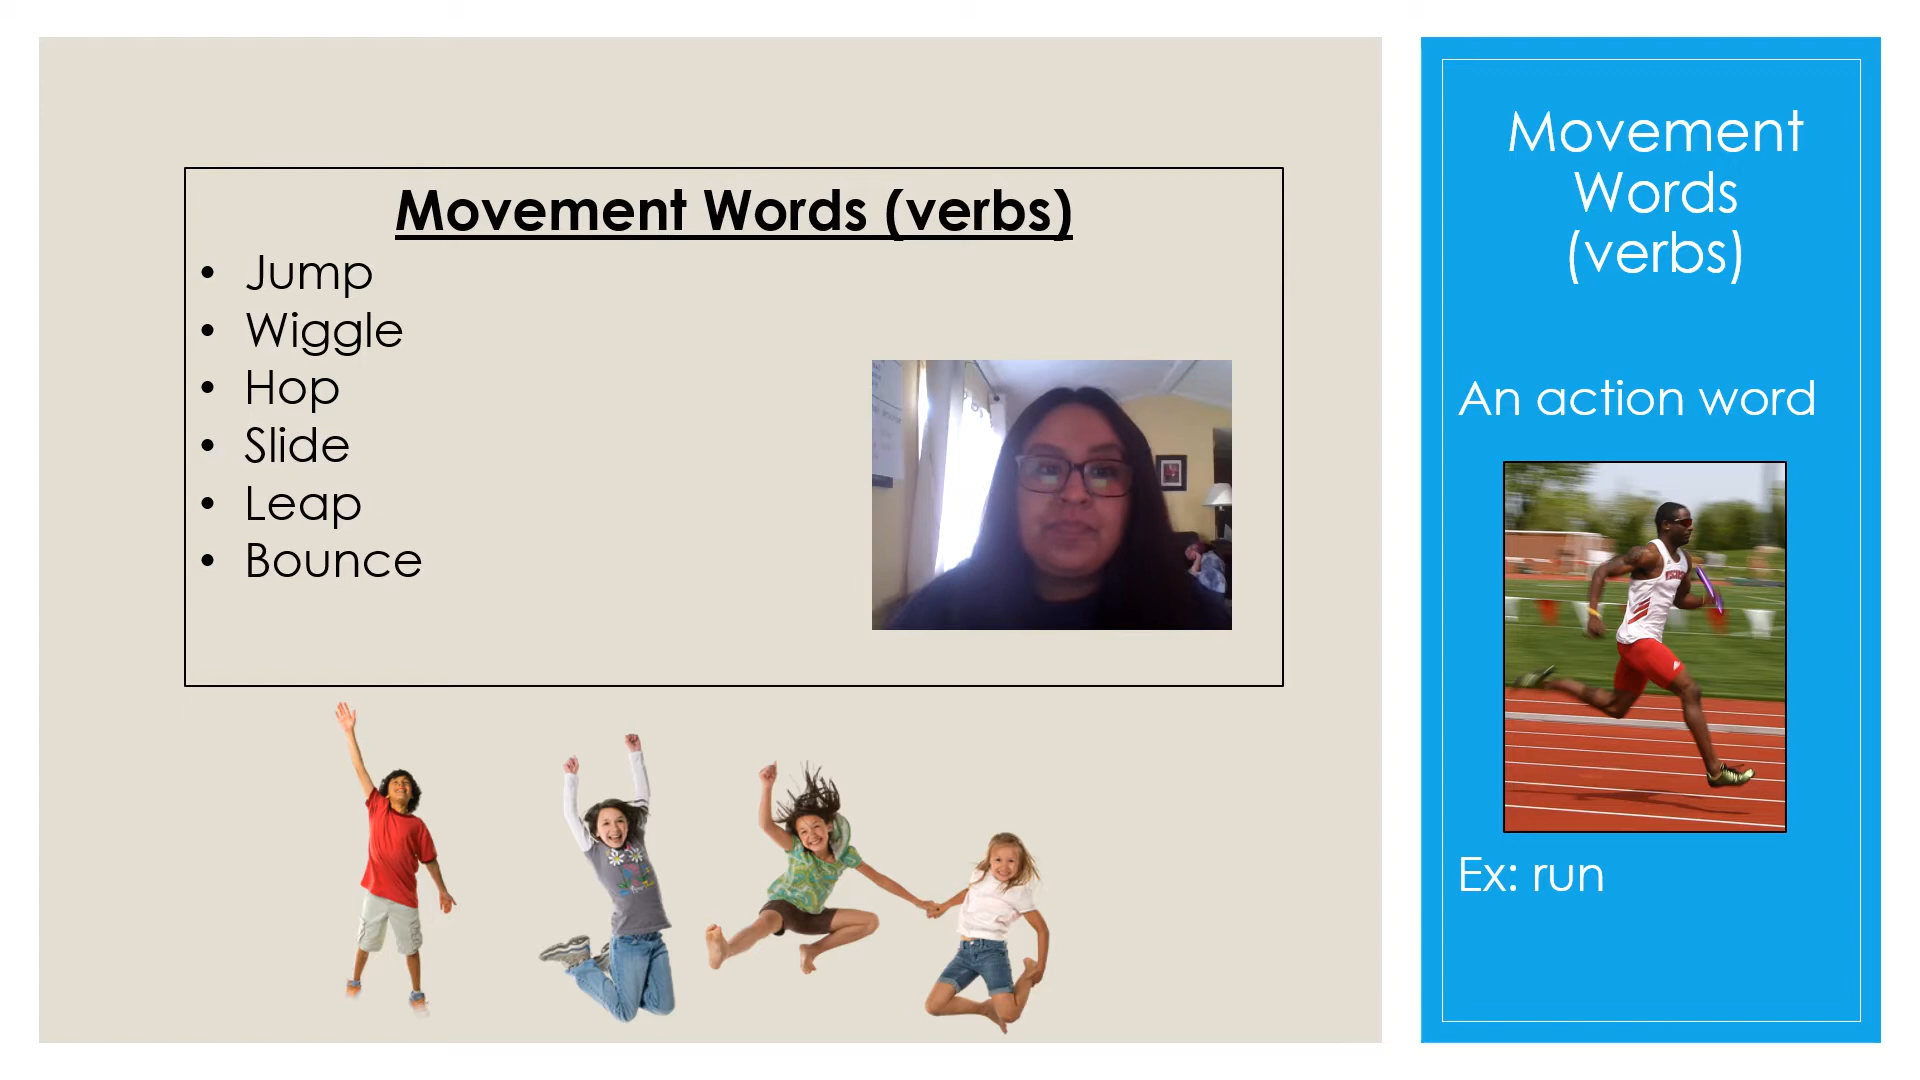 Movement Words (verbs)
• Jump
• Wiggle
• Hop
• Slide
• Leap
• Bounce
Movement
Words
(verbs)
An action word
Ex: run